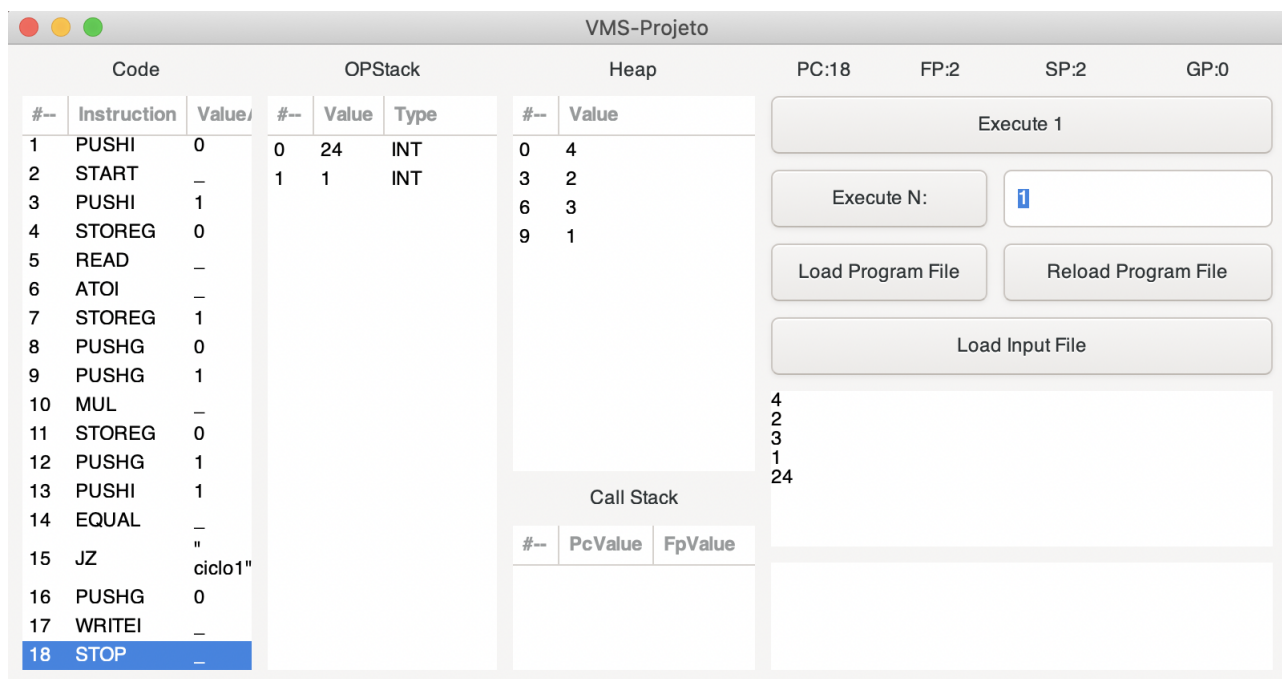 VMS-Projeto
Code
OPStack
Heap
PC:18 FP:2 SP:2 GP:0
#-- Instruction Value
1 PUSHI 0
2 START _
3 PUSHI 1
4 STOREG 0
5 READ _
6 ATOI _
7 STOREG 1
8 PUSHG 0
9 PUSHG 1
10 MUL _
11 STOREG 0
12 PUSHG 1
13 PUSHI 1
14 EQUAL _
15 JZ " ciclo1"
16 PUSHG 0
17 WRITEI _
18 STOP _
#-- Value Type
0 24 INT
1 1 INT
#-- Value
0 4
3 2
6 3
9 1
Call Stack
#-- PcValue FpValue
Execute 1
Execute N: 1
Load Program File Reload Program File
Load Input File
4
2
3
1
24